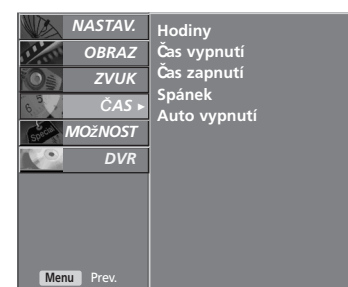 NASTAV.
OBRAZ
ZVUK
ČAS
MOžNOST
DVR
Hodiny
Čas vypnutí
Čas zapnutí
Spánek
Auto vypnutí
Menu Prev.